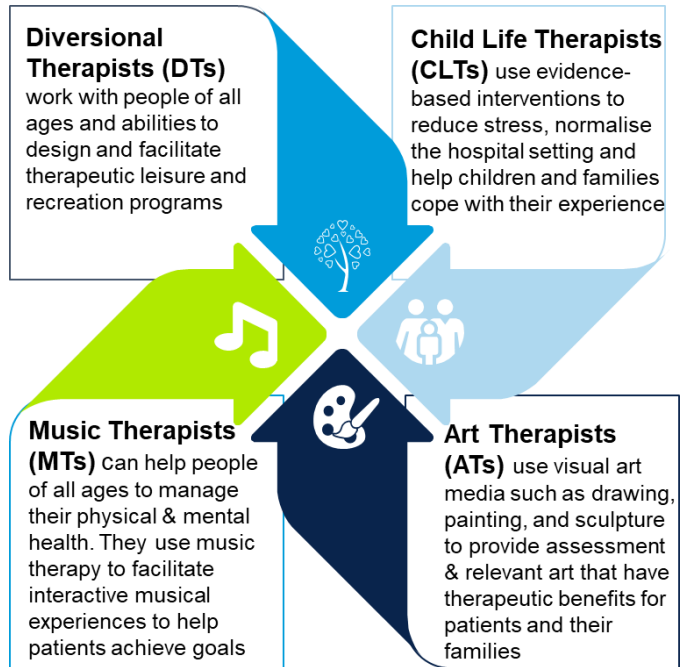 Diversional
Therapists (DTs)
work with people of all
ages and abilities to
design and facilitate
therapeutic leisure and
recreation programs
Child Life Therapists
(CLTs) use evidence-
based interventions to
reduce stress, normalise
the hospital setting and
help children and families
cope with their experience
Music Therapists
(MTs) can help people
of all ages to manage
their physical & mental
health. They use music
therapy to facilitate
interactive musical
experiences to help
patients achieve goals
Art Therapists
(ATs) use visual art
media such as drawing,
painting, and sculpture
to provide assessment
& relevant art that have
therapeutic benefits for
patients and their
families